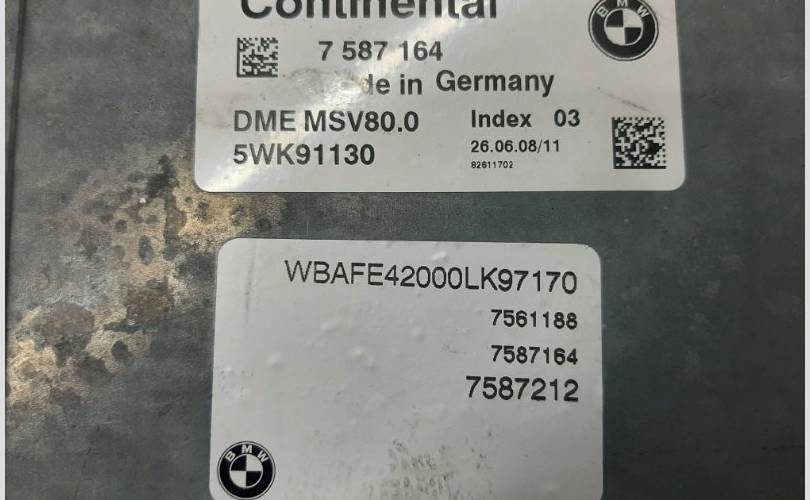 Continental
BMW
7 587 164
de in Germany
DME MSV80.0
Index 03
5WK91130
26.06.08/11
82611702
WBAFE42000LK97170
7561188
7587164
7587212
BMW